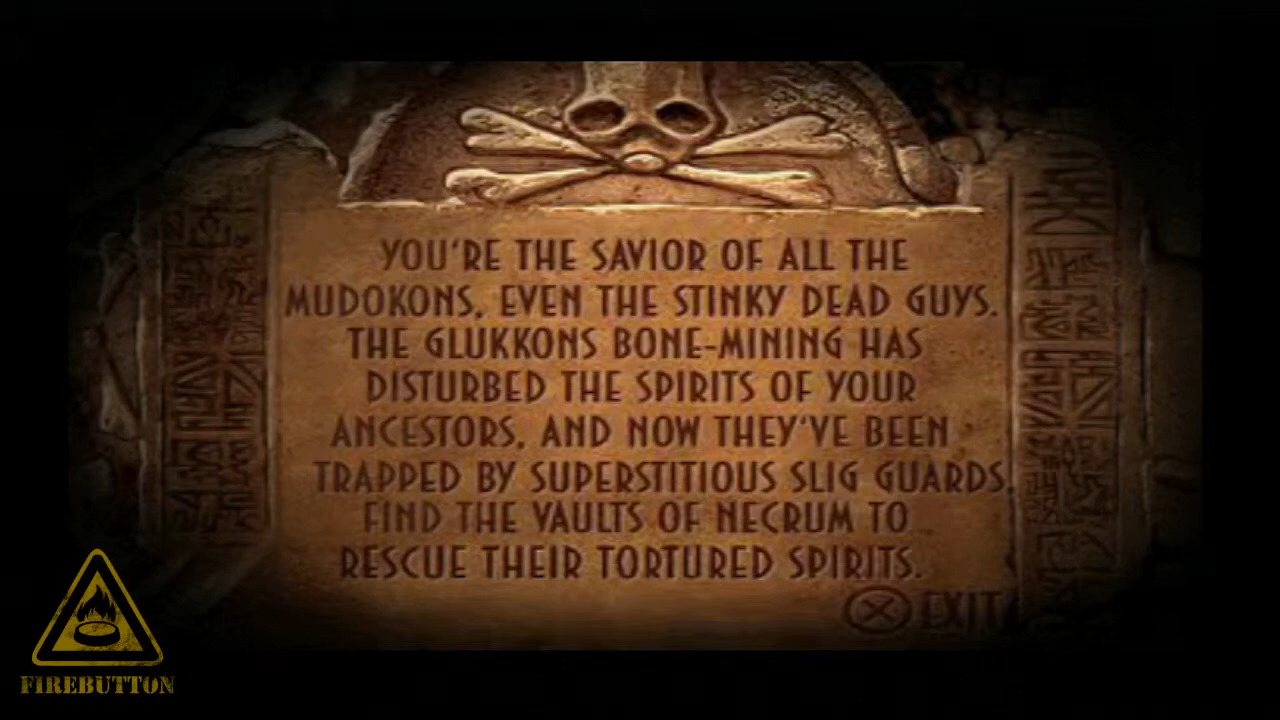 YOU'RE THE SAVIOR OF ALL THE
MUDOKONS, EVEN THE STINKY DEAD GUYS.
THE GLUKKONS BONE-MINING HAS
DISTURBED THE SPIRITS OF YOUR
ANCESTORS, AND NOW THEY'VE BEEN
TRAPPED BY SUPERSTITIOUS SLIG GUARDS.
FIND THE VAULTS OF NECRUM TO
RESCUE THEIR TORTURED SPIRITS.
EXIT
FIREBUTTON